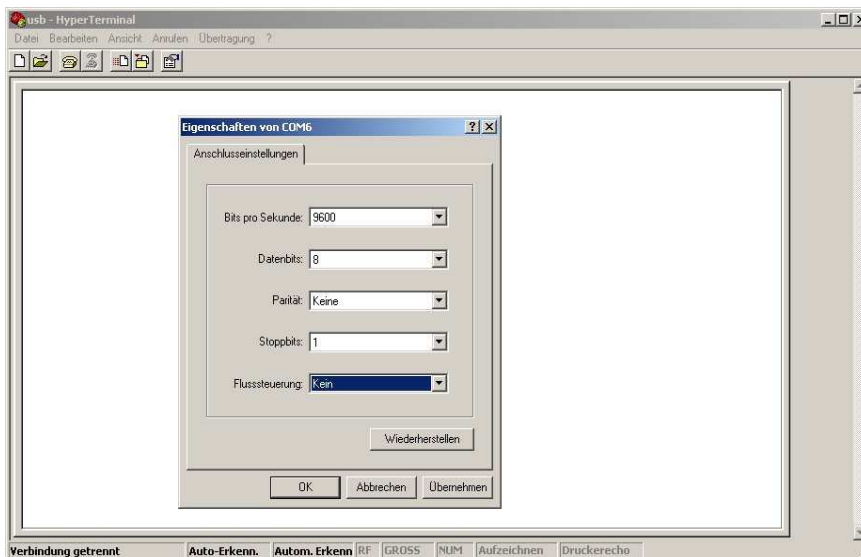 usb - HyperTerminal
Datei Bearbeiten Ansicht Anrufen Übertragung ?
Eigenschaften von COM6
Anschlusseinstellungen
Bits pro Sekunde: 9600
Datenbits: 8
Parität: Keine
Stoppbits: 1
Flusssteuerung: Kein
Wiederherstellen
OK Abbrechen Übernehmen
Verbindung getrennt Auto-Erkenn. Autom. Erkenn RF GROSS NUM Aufzeichnen Druckerecho